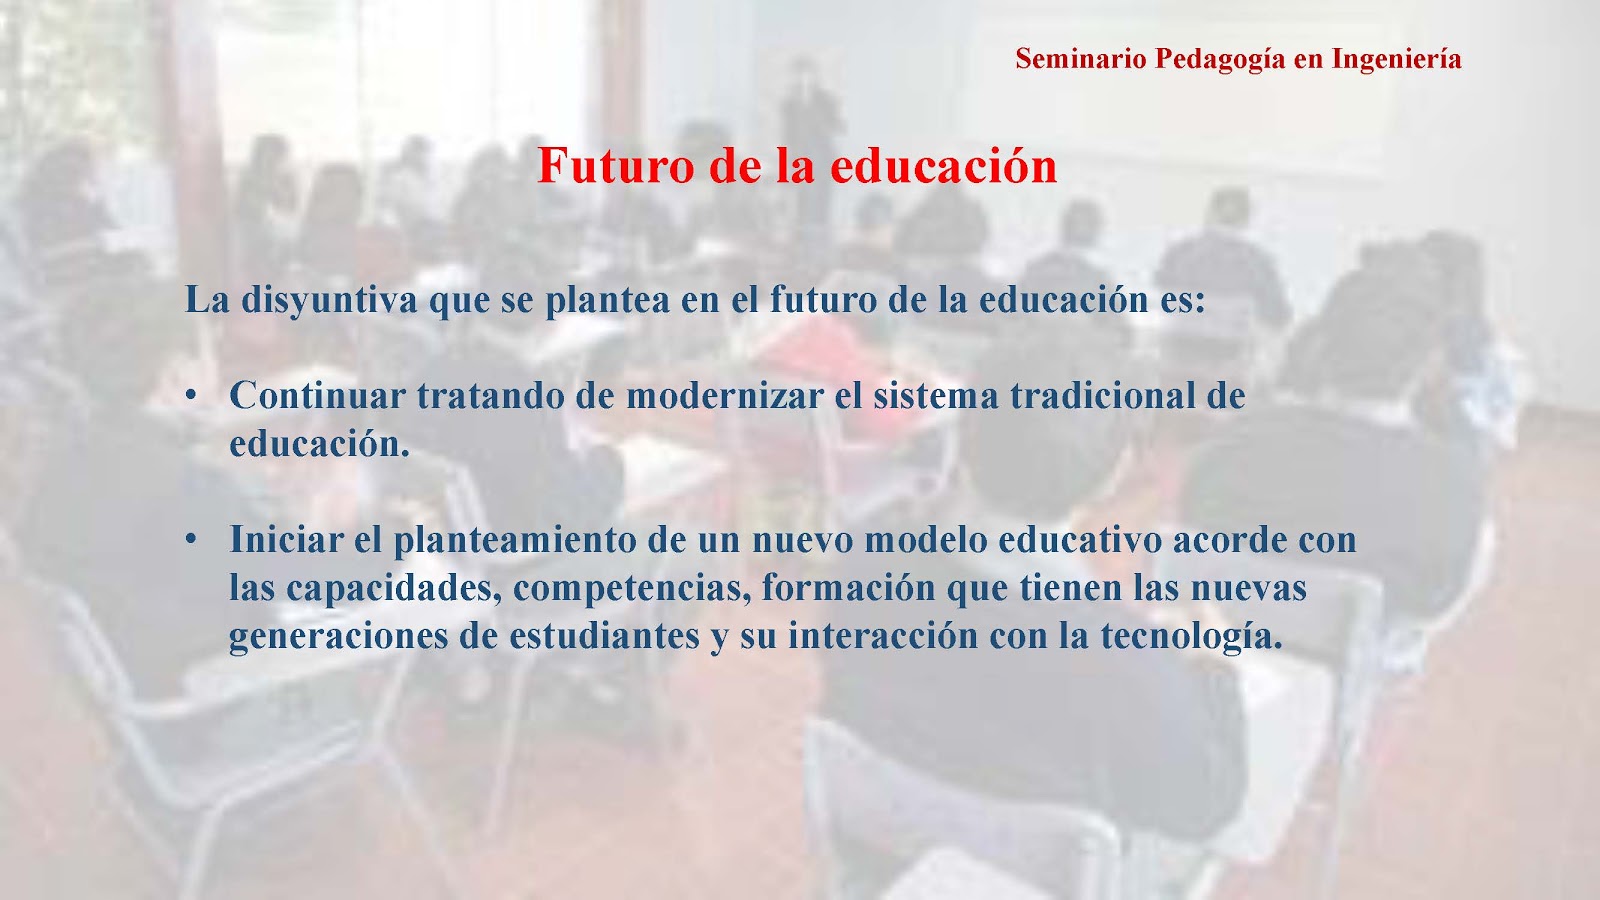 Seminario Pedagogía en Ingeniería
Futuro de la educación
La disyuntiva que se plantea en el futuro de la educación es:
• Continuar tratando de modernizar el sistema tradicional de
educación.
• Iniciar el planteamiento de un nuevo modelo educativo acorde con
las capacidades, competencias, formación que tienen las nuevas
generaciones de estudiantes y su interacción con la tecnología.